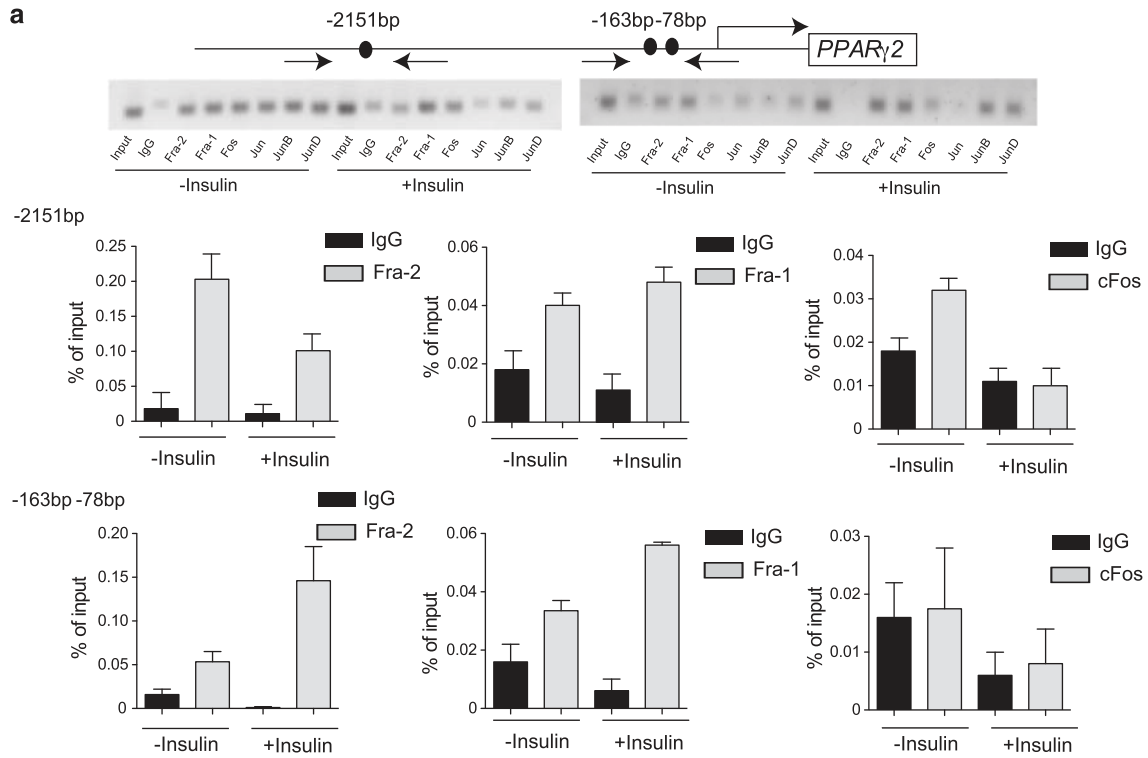 a
-2151bp
-163bp-78bp
PPARγ2
Input IgG Fra-2 Fra-1 Fos Jun JunB JunD Input IgG Fra-2 Fra-1 Fos Jun JunB JunD
-Insulin +Insulin
Input IgG Fra-2 Fra-1 Fos Jun JunB JunD Input IgG Fra-2 Fra-1 Fos Jun JunB JunD
-Insulin +Insulin
-2151bp
% of input
0.25
0.20
0.10
0.05
0
IgG
Fra-2
-Insulin +Insulin
% of input
0.06
0.04
0.02
0
IgG
Fra-1
-Insulin +Insulin
% of input
0.04
0.03
0.02
0.01
0
IgG
cFos
-Insulin +Insulin
-163bp -78bp
% of input
0.20
0.15
0.10
0.05
0
IgG
Fra-2
-Insulin +Insulin
% of input
0.06
0.04
0.02
0
IgG
Fra-1
-Insulin +Insulin
% of input
0.03
0.02
0.01
0
IgG
cFos
-Insulin +Insulin